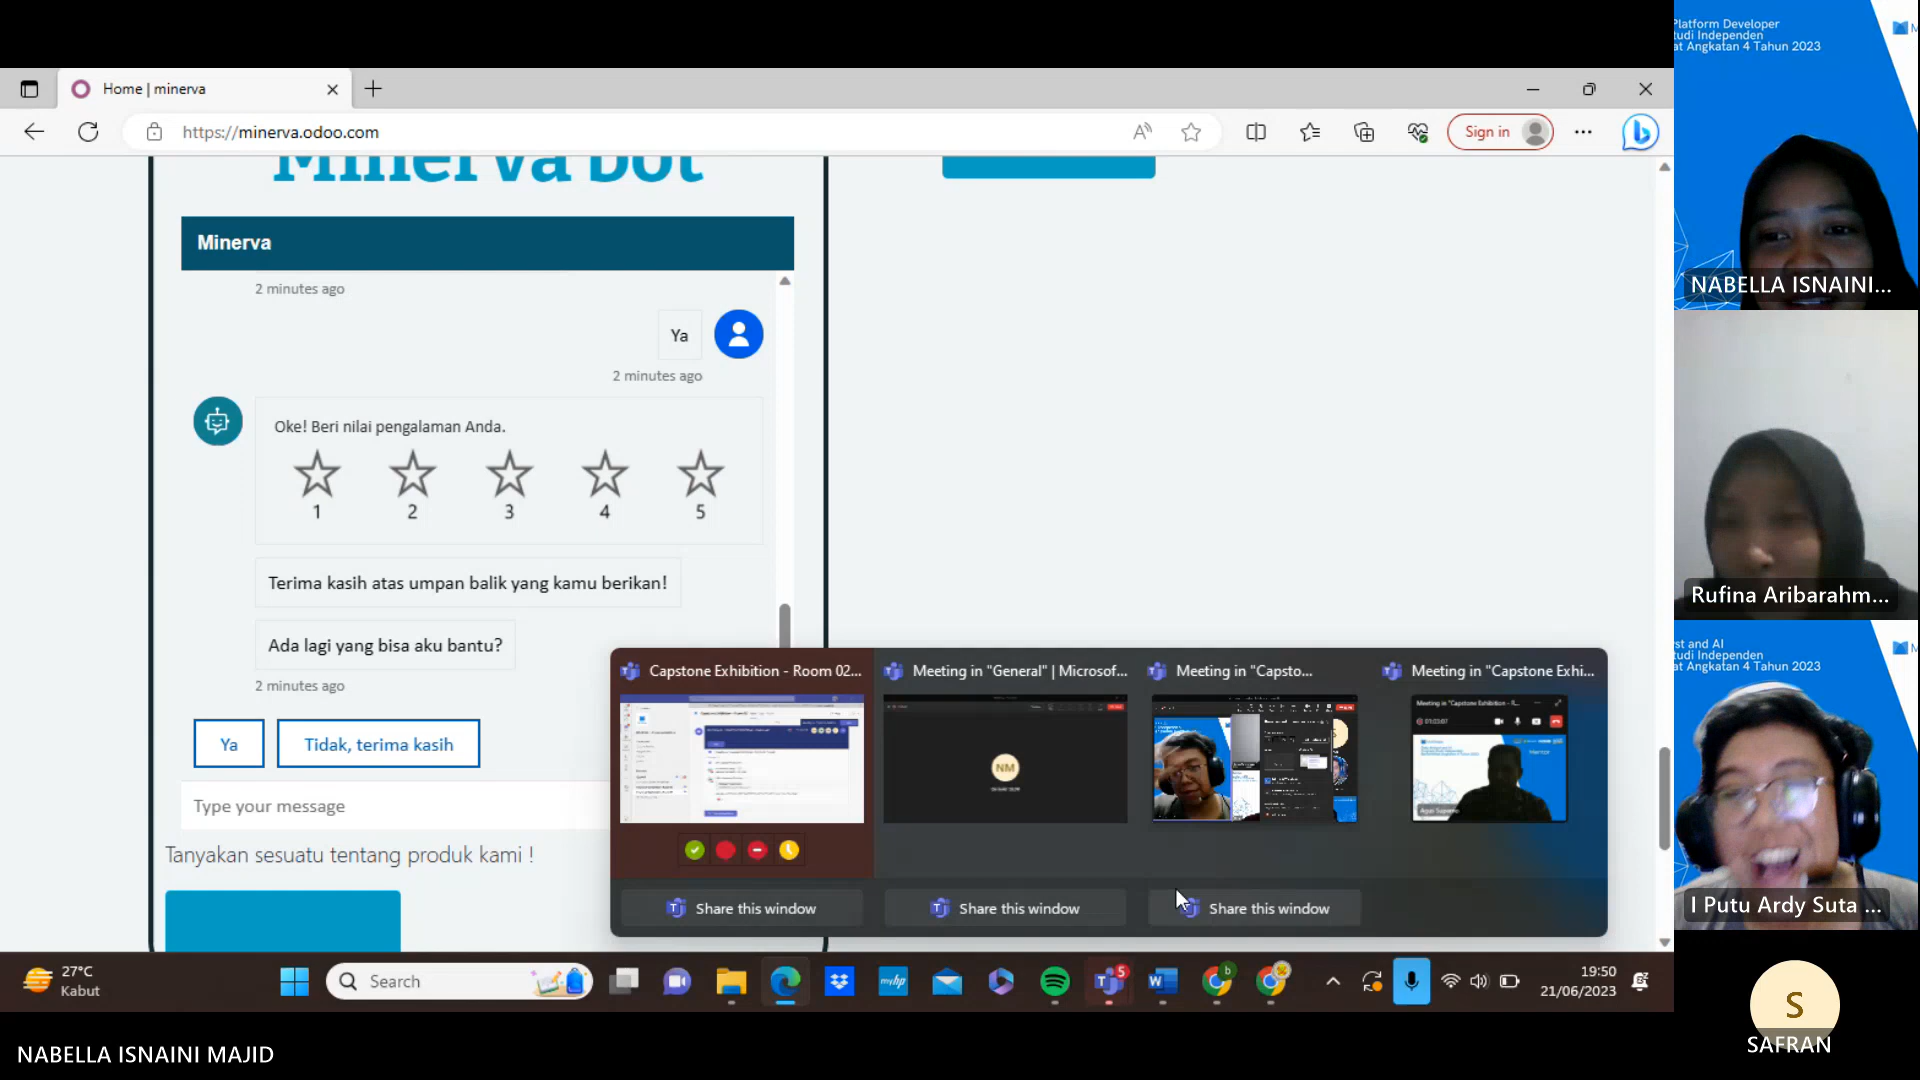 Home | minerva
https://minerva.odoo.com
Sign in
Minerva bot
Minerva
2 minutes ago
Ya
2 minutes ago
Oke! Beri nilai pengalaman Anda.
1 2 3 4 5
Terima kasih atas umpan balik yang kamu berikan!
Ada lagi yang bisa aku bantu?
2 minutes ago
Ya
Tidak, terima kasih
Type your message
Tanyakan sesuatu tentang produk kami !
Capstone Exhibition - Room 02...
Meeting in "General" | Microsof...
Meeting in "Capsto...
Meeting in "Capstone Exhi...
NM
Share this window
Share this window
Share this window
27°C
Kabut
Search
myhp
5
19:50
21/06/2023
Platform Developer
tudi Independen
at Angkatan 4 Tahun 2023
NABELLA ISNAINI...
Rufina Aribarahm...
st and AI
tudi Independen
at Angkatan 4 Tahun 2023
I Putu Ardy Suta ...
S
SAFRAN
NABELLA ISNAINI MAJID